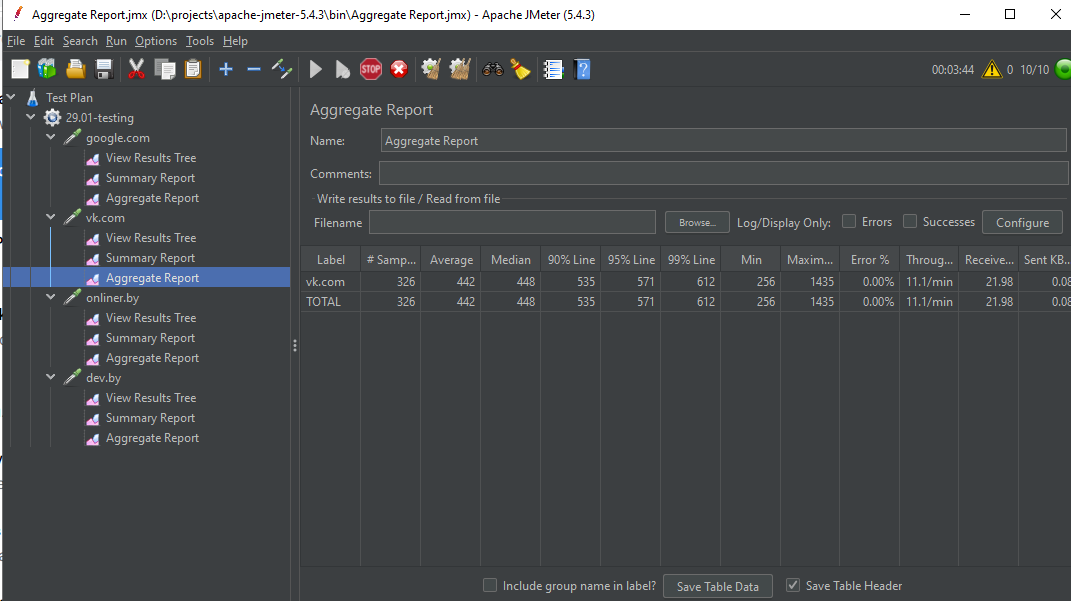 Aggregate Report.jmx (D:\projects\apache-jmeter-5.4.3\bin\Aggregate Report.jmx) - Apache JMeter (5.4.3)
File Edit Search Run Options Tools Help
STOP 00:03:44 0 10/10
Test Plan
29.01-testing
google.com
View Results Tree
Summary Report
Aggregate Report
vk.com
View Results Tree
Summary Report
Aggregate Report
onliner.by
View Results Tree
Summary Report
Aggregate Report
dev.by
View Results Tree
Summary Report
Aggregate Report
Aggregate Report
Name: Aggregate Report
Comments:
Write results to file / Read from file
Filename Browse... Log/Display Only: Errors Successes Configure
Label # Samp... Average Median 90% Line 95% Line 99% Line Min Maxim... Error % Throug... Receive... Sent KB...
vk.com 326 442 448 535 571 612 256 1435 0.00% 11.1/min 21.98 0.08
TOTAL 326 442 448 535 571 612 256 1435 0.00% 11.1/min 21.98 0.08
Include group name in label? Save Table Data Save Table Header